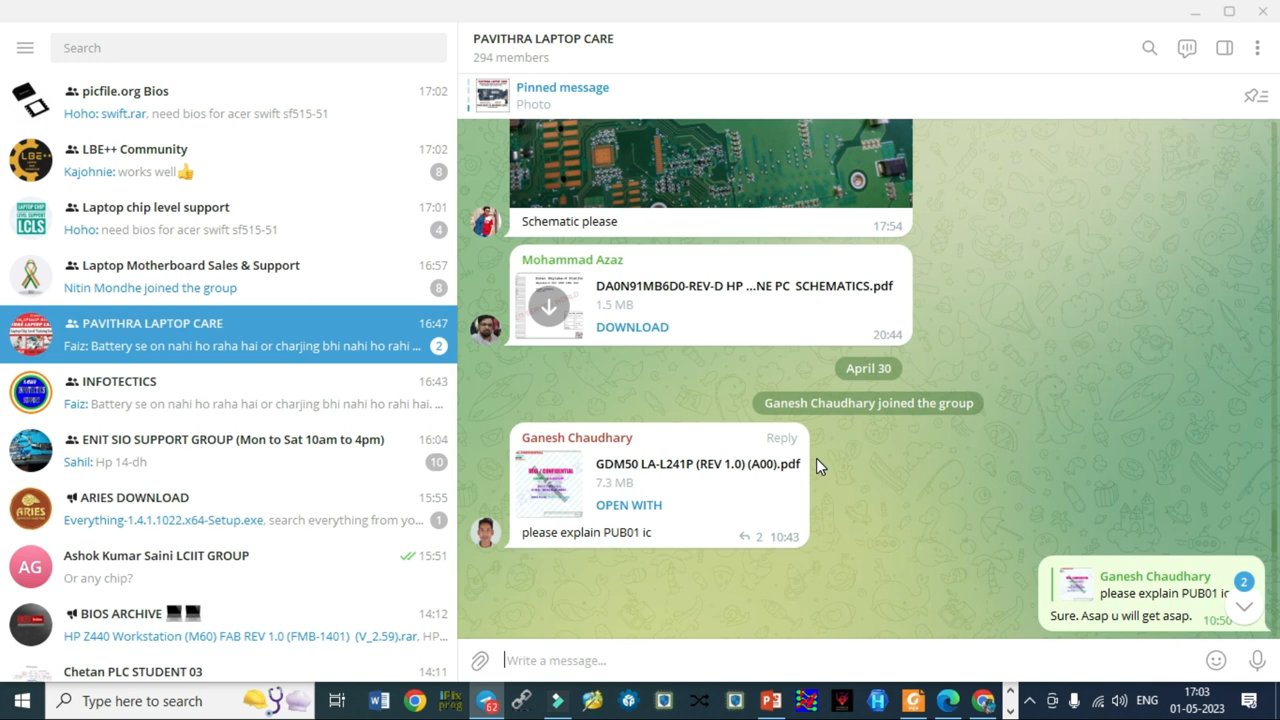 Search
picfile.org Bios
17:02
Hoho: swift.rar, need bios for acer swift sf515-51
LBE++ Community
17:02
Kajohnie: works well👍
8
Laptop chip level support
17:01
Hoho: need bios for acer swift sf515-51
4
Laptop Motherboard Sales & Support
16:57
Nitin Mondhe joined the group
8
PAVITHRA LAPTOP CARE
16:47
Faiz: Battery se on nahi ho raha hai or charjing bhi nahi ho rahi ...
2
INFOTECTICS
16:43
Faiz: Battery se on nahi ho raha hai or charjing bhi nahi ho rahi hai. ...
ENIT SIO SUPPORT GROUP (Mon to Sat 10am to 4pm)
16:04
Sahil: Hp 14-dh
10
ARIES DOWNLOAD
15:55
Everything-1.4.1.1022.x64-Setup.exe, search everything from yo...
1
AG
Ashok Kumar Saini LCIIT GROUP
15:51
Or any chip?
BIOS ARCHIVE
14:12
HP Z440 Workstation (M60) FAB REV 1.0 (FMB-1401) (V_2.59).rar, HP...
Chetan PLC STUDENT 03
14:11
PAVITHRA LAPTOP CARE
294 members
Pinned message
Photo
Schematic please
17:54
Mohammad Azaz
DA0N91MB6D0-REV-D HP ...NE PC SCHEMATICS.pdf
1.5 MB
DOWNLOAD
20:44
April 30
Ganesh Chaudhary joined the group
Ganesh Chaudhary
Reply
GDM50 LA-L241P (REV 1.0) (A00).pdf
7.3 MB
OPEN WITH
please explain PUB01 ic
2 10:43
Ganesh Chaudhary
2
please explain PUB01 ic
Sure. Asap u will get asap.
10:50
Write a message...
Type here to search
62
ENG
17:03
01-05-2023